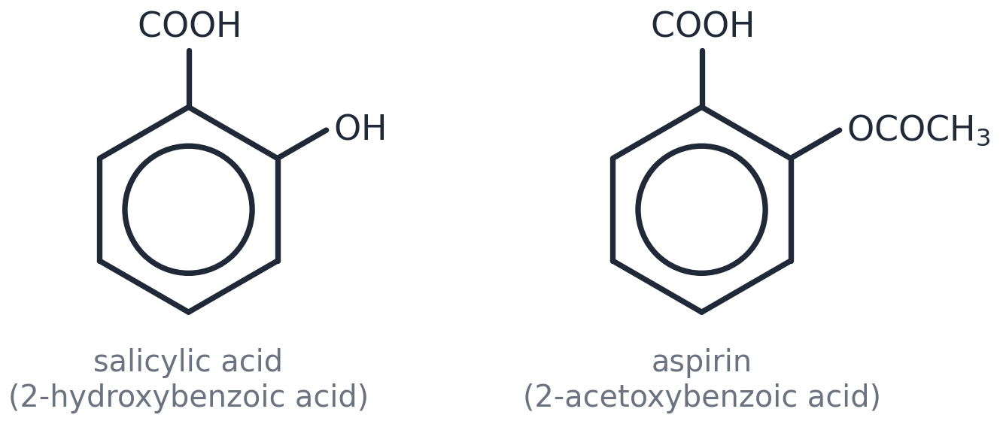 COOH
OH
salicylic acid
(2-hydroxybenzoic acid)
COOH
OCOCH₃
aspirin
(2-acetoxybenzoic acid)